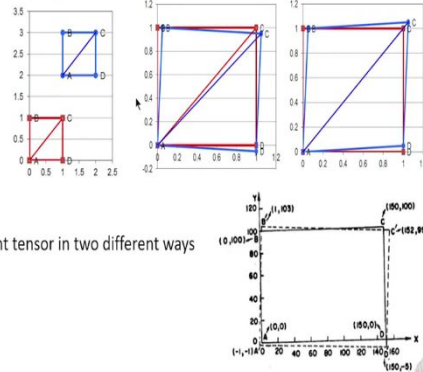 3.5
3
2.5
2
1.5
1
0.5
0
0 0.5 1 1.5 2 2.5
B C
A D
B C
A D
1.2
1
0.8
0.6
0.4
0.2
0
-0.2
0 0.2 0.4 0.6 0.8 1 1.2
B B
C
A
D
1.2
1
0.8
0.6
0.4
0.2
0
0 0.2 0.4 0.6 0.8 1
B B C
C
A D
D
nt tensor in two different ways
Y
120
100
80
60
40
20
0
B' (1,103)
(0,100) B
(150,100)
C
C'
A (0,0)
(150,0) D
(-1,-1) A'
0 20 40 60 80 100 120 140 160
X
D'
(150,-5)